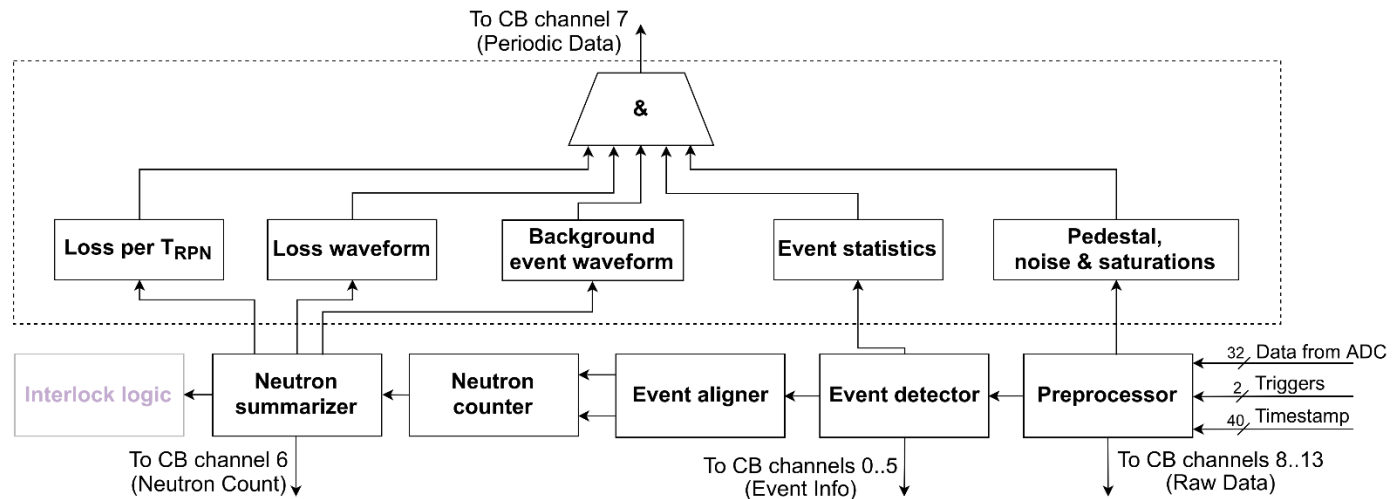 To CB channel 7
(Periodic Data)
&
Loss per TRPN
Loss waveform
Background
event waveform
Event statistics
Pedestal,
noise & saturations
Interlock logic
Neutron
summarizer
Neutron
counter
Event aligner
Event detector
Preprocessor
32 Data from ADC
2 Triggers
40 Timestamp
To CB channel 6
(Neutron Count)
To CB channels 0..5
(Event Info)
To CB channels 8..13
(Raw Data)